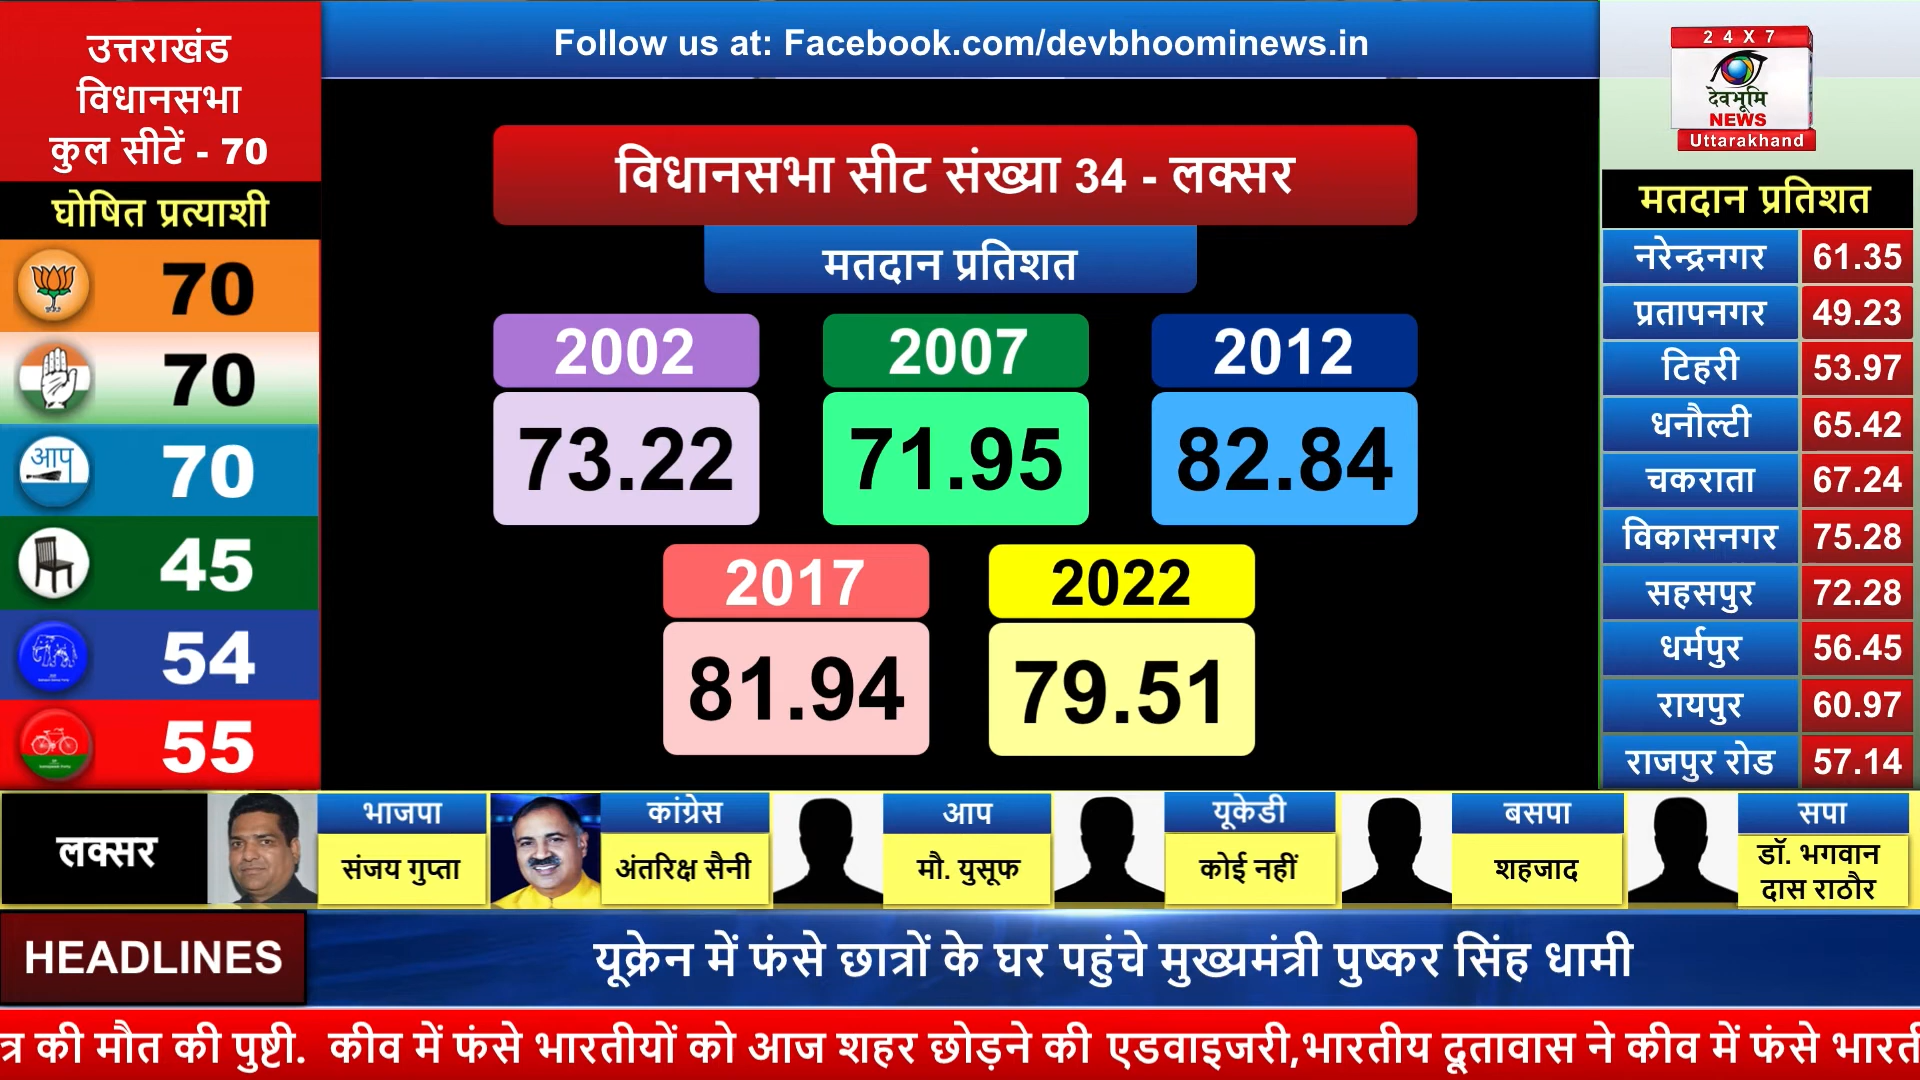 उत्तराखंड
विधानसभा
कुल सीटें - 70
घोषित प्रत्याशी
70
70
आप
70
45
54
55
Follow us at: Facebook.com/devbhoominews.in
विधानसभा सीट संख्या 34 - लक्सर
मतदान प्रतिशत
2002 2007 2012
73.22 71.95 82.84
2017 2022
81.94 79.51
24X7
देवभूमि
NEWS
Uttarakhand
मतदान प्रतिशत
नरेन्द्रनगर 61.35
प्रतापनगर 49.23
टिहरी 53.97
धनौल्टी 65.42
चकराता 67.24
विकासनगर 75.28
सहसपुर 72.28
धर्मपुर 56.45
रायपुर 60.97
राजपुर रोड 57.14
लक्सर
भाजपा
संजय गुप्ता
कांग्रेस
अंतरिक्ष सैनी
आप
मौ. युसूफ
यूकेडी
कोई नहीं
बसपा
शहजाद
सपा
डॉ. भगवान
दास राठौर
HEADLINES
यूक्रेन में फंसे छात्रों के घर पहुंचे मुख्यमंत्री पुष्कर सिंह धामी
त्र की मौत की पुष्टी. कीव में फंसे भारतीयों को आज शहर छोड़ने की एडवाइजरी,भारतीय दूतावास ने कीव में फंसे भारती